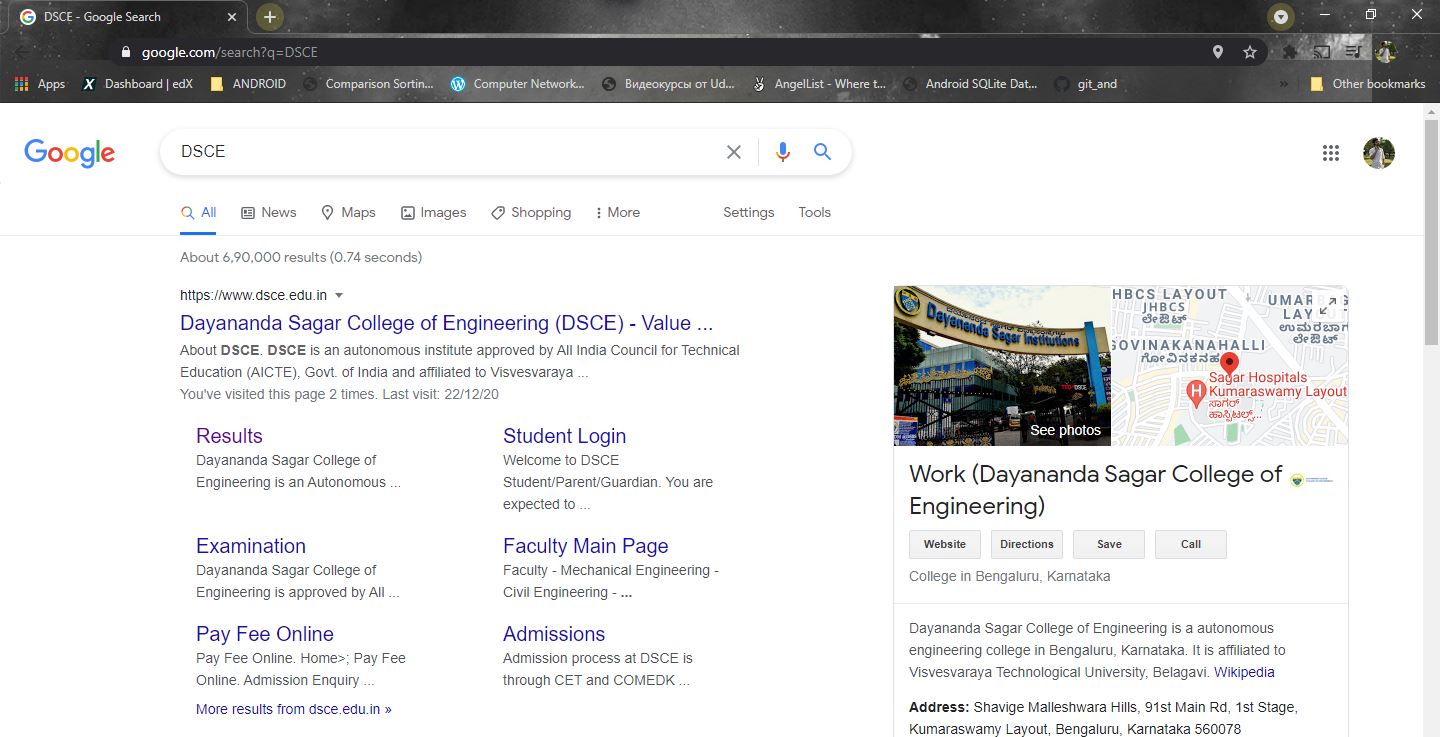 DSCE - Google Search
google.com/search?q=DSCE
Apps
Dashboard | edX
ANDROID
Comparison Sortin...
Computer Network...
Видеокурсы от Ud...
AngelList - Where t...
Android SQLite Dat...
git_and
»
Other bookmarks
Google
DSCE
All
News
Maps
Images
Shopping
More
Settings
Tools
About 6,90,000 results (0.74 seconds)
https://www.dsce.edu.in
Dayananda Sagar College of Engineering (DSCE) - Value ...
About DSCE. DSCE is an autonomous institute approved by All India Council for Technical
Education (AICTE), Govt. of India and affiliated to Visvesvaraya ...
You've visited this page 2 times. Last visit: 22/12/20
Results
Dayananda Sagar College of
Engineering is an Autonomous ...
Student Login
Welcome to DSCE
Student/Parent/Guardian. You are
expected to ...
Examination
Dayananda Sagar College of
Engineering is approved by All ...
Faculty Main Page
Faculty - Mechanical Engineering -
Civil Engineering - ...
Pay Fee Online
Pay Fee Online. Home>; Pay Fee
Online. Admission Enquiry ...
Admissions
Admission process at DSCE is
through CET and COMEDK ...
More results from dsce.edu.in »
Dayananda Sagar Institutions
See photos
HBCS LAYOUT
JHBCS
ಲೇಔಟ್
GOVINAKANAHALLI
ಗೋವಿನಕನಹ
LAY
ಉಮರಬಾಗ
ಲೇಔಟ್
H
Sagar Hospitals
Kumaraswamy Layout
ಸಾಗರ್
ಹಾಸ್ಪಿಟಲ್ಸ್...
Work (Dayananda Sagar College of
Engineering)
Website
Directions
Save
Call
College in Bengaluru, Karnataka
Dayananda Sagar College of Engineering is a autonomous
engineering college in Bengaluru, Karnataka. It is affiliated to
Visvesvaraya Technological University, Belagavi. Wikipedia
Address: Shavige Malleshwara Hills, 91st Main Rd, 1st Stage,
Kumaraswamy Layout, Bengaluru, Karnataka 560078